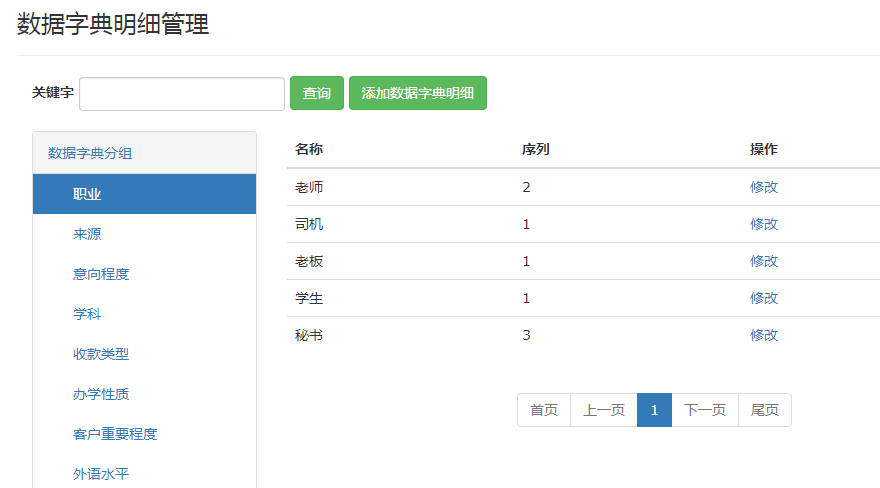 数据字典明细管理
关键字 查询 添加数据字典明细
数据字典分组
职业
来源
意向程度
学科
收款类型
办学性质
客户重要程度
外语水平
名称 序列 操作
老师 2 修改
司机 1 修改
老板 1 修改
学生 1 修改
秘书 3 修改
首页 上一页 1 下一页 尾页